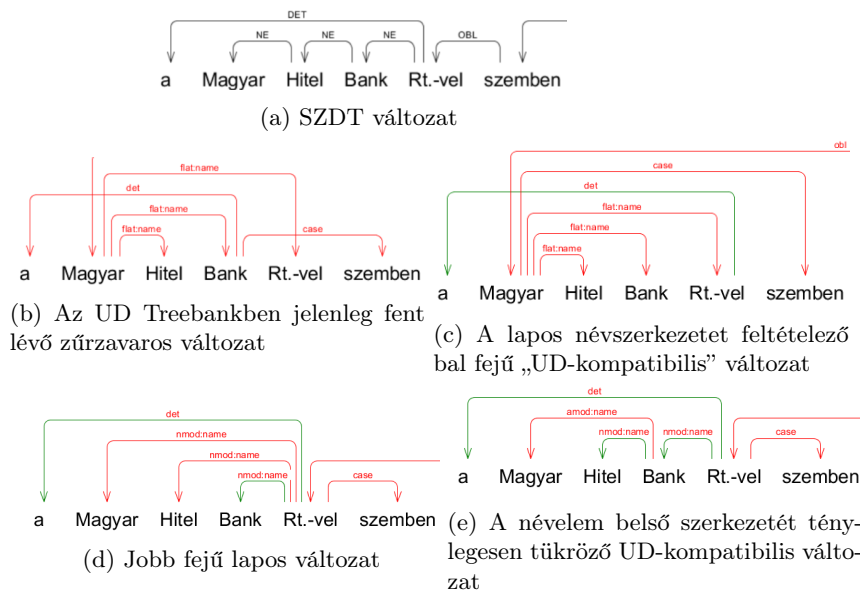 DET
NE NE NE OBL
a Magyar Hitel Bank Rt.-vel szemben
(a) SZDT változat
flat:name
det
flat:name
flat:name case
a Magyar Hitel Bank Rt.-vel szemben
(b) Az UD Treebankben jelenleg fent
lévő zűrzavaros változat
obl
case
det
flat:name
flat:name
flat:name
a Magyar Hitel Bank Rt.-vel szemben
(c) A lapos névszerkezetet feltételező
bal fejű „UD-kompatibilis” változat
det
nmod:name
nmod:name
nmod:name case
a Magyar Hitel Bank Rt.-vel szemben
(d) Jobb fejű lapos változat
det
amod:name
nmod:name nmod:name case
a Magyar Hitel Bank Rt.-vel szemben
(e) A névelem belső szerkezetét tény-
legesen tükröző UD-kompatibilis válto-
zat